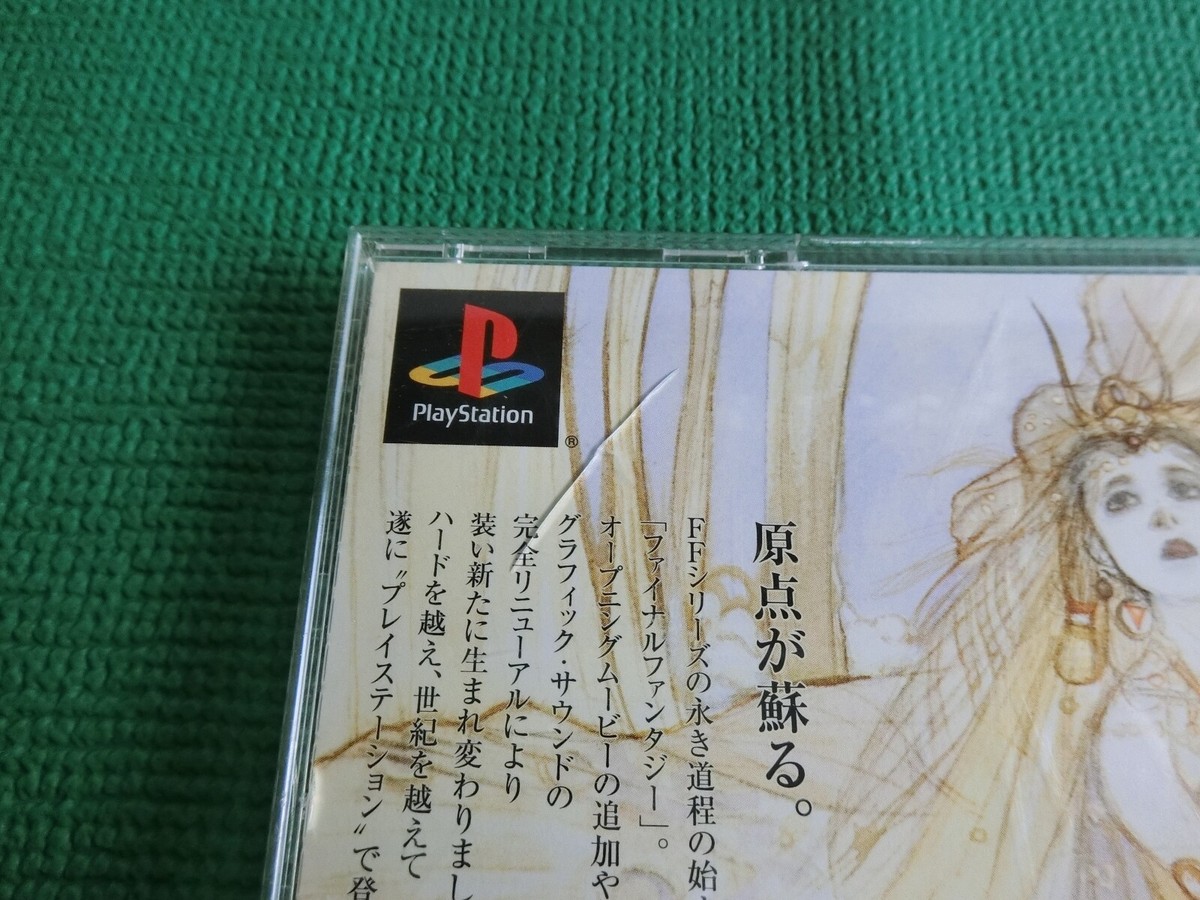 PlayStation
®
原点が蘇る。
FFシリーズの永き道程の始
「ファイナルファンタジー」。
オープニングムービーの追加や
グラフィック・サウンドの
完全リニューアルにより
装い新たに生まれ変わりまし
ハードを越え、世紀を越えて
遂に〝プレイステーション〟で登